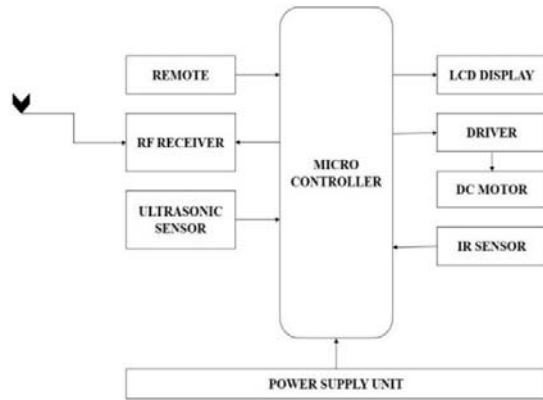 REMOTE
LCD DISPLAY
RF RECEIVER
DRIVER
MICRO
CONTROLLER
DC MOTOR
ULTRASONIC
SENSOR
IR SENSOR
POWER SUPPLY UNIT